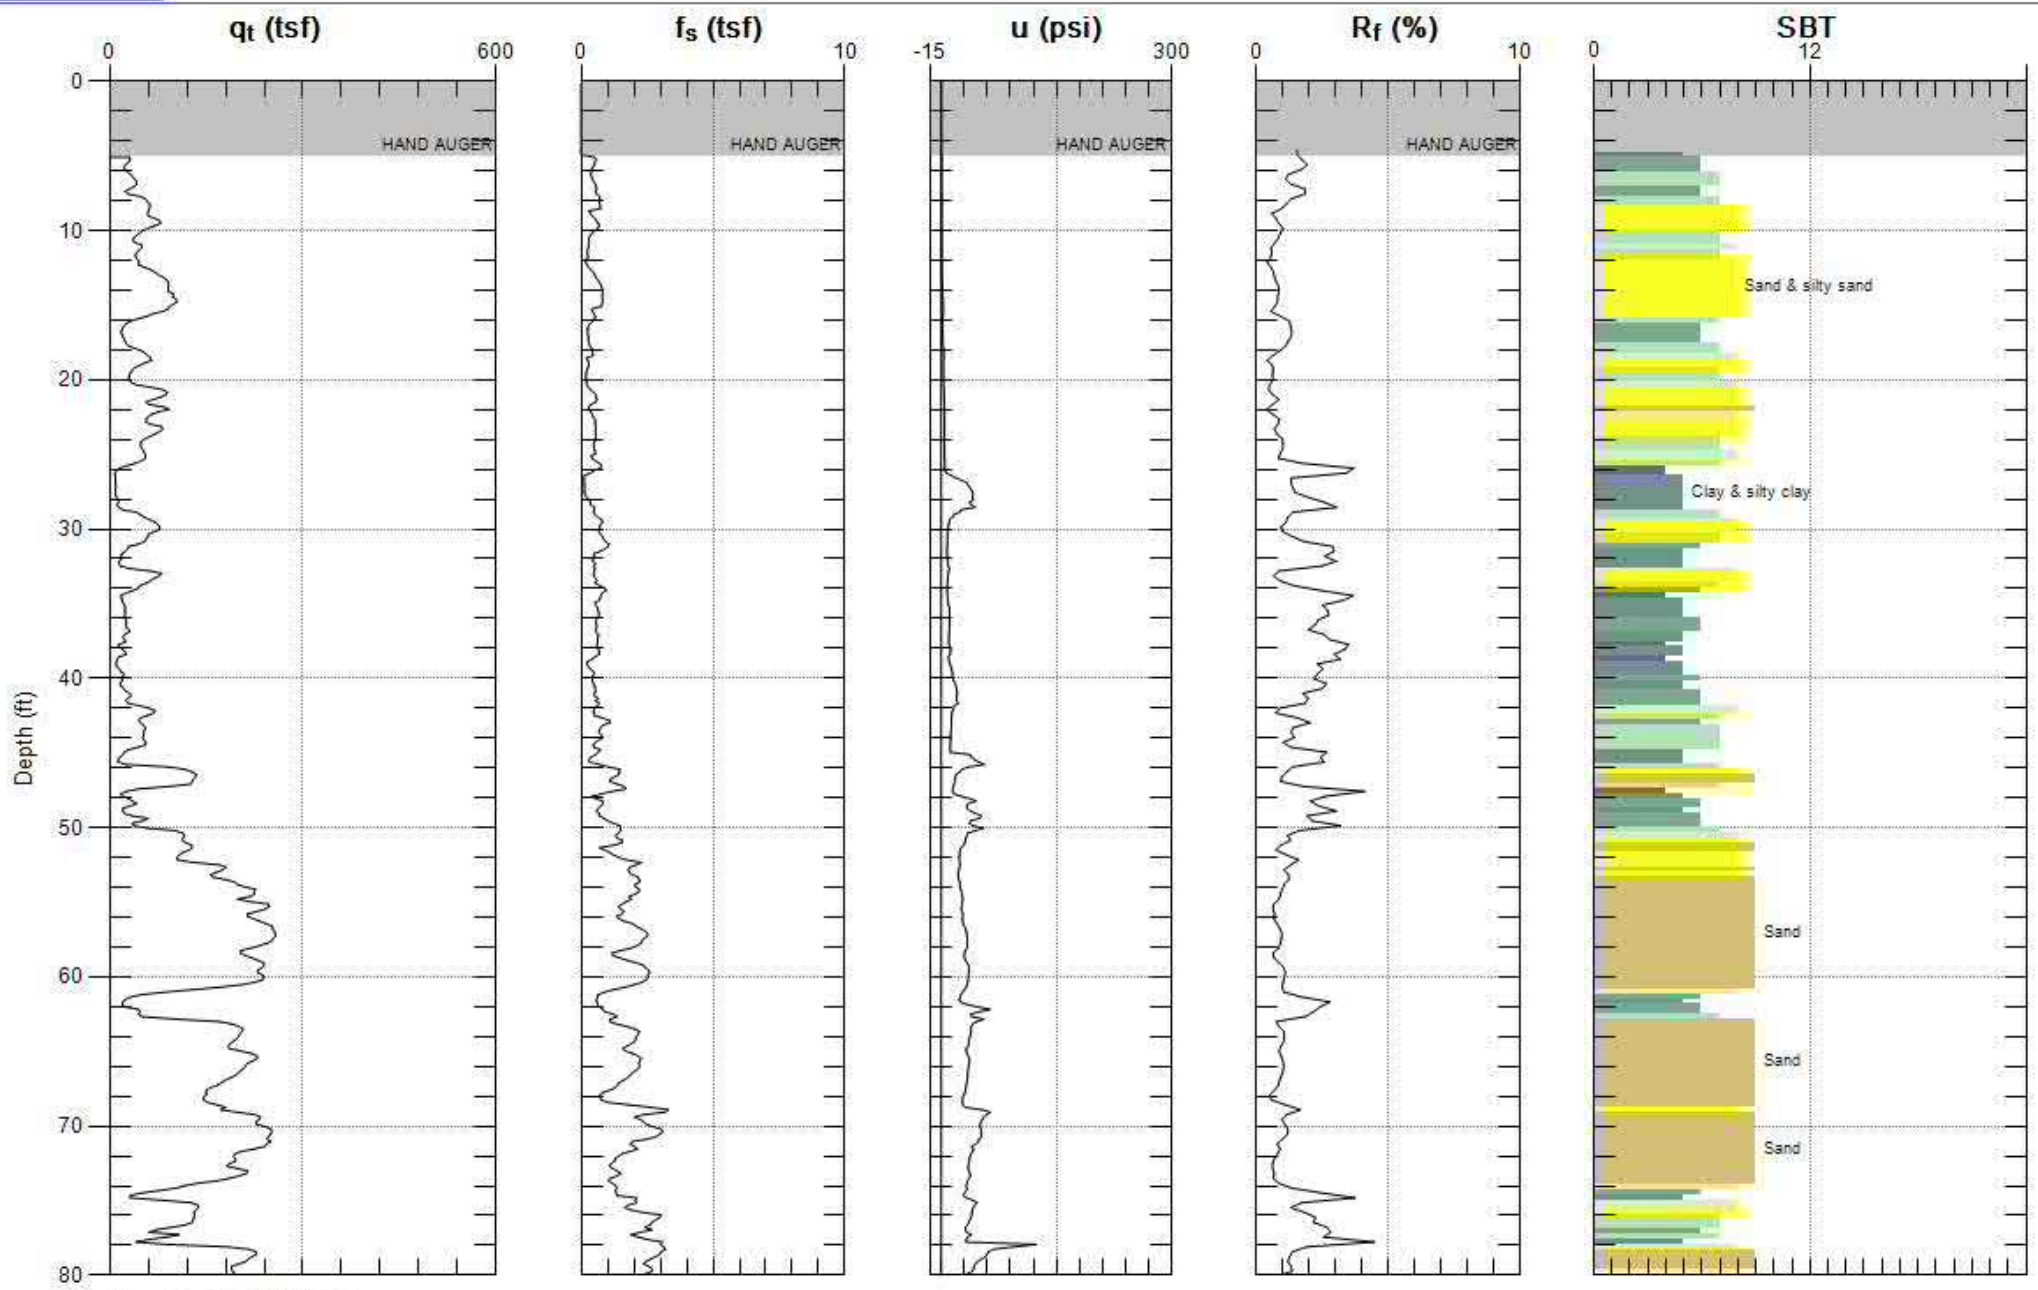 qt (tsf) fs (tsf) u (psi) Rf (%) SBT
0 600 0 10 -15 300 0 10 0 12
0
HAND AUGER HAND AUGER HAND AUGER HAND AUGER
10
Sand & silty sand
20
Clay & silty clay
30
40
Depth (ft)
50
Sand
60
Sand
70
Sand
80